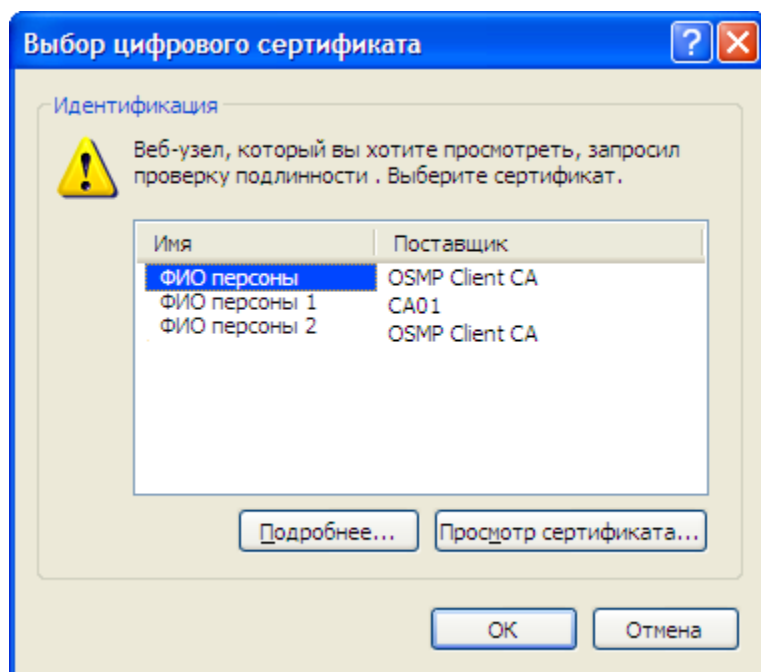 Выбор цифрового сертификата
Идентификация
Веб-узел, который вы хотите просмотреть, запросил
проверку подлинности . Выберите сертификат.
Имя Поставщик
ФИО персоны OSMP Client CA
ФИО персоны 1 CA01
ФИО персоны 2 OSMP Client CA
Подробнее... Просмотр сертификата...
OK Отмена